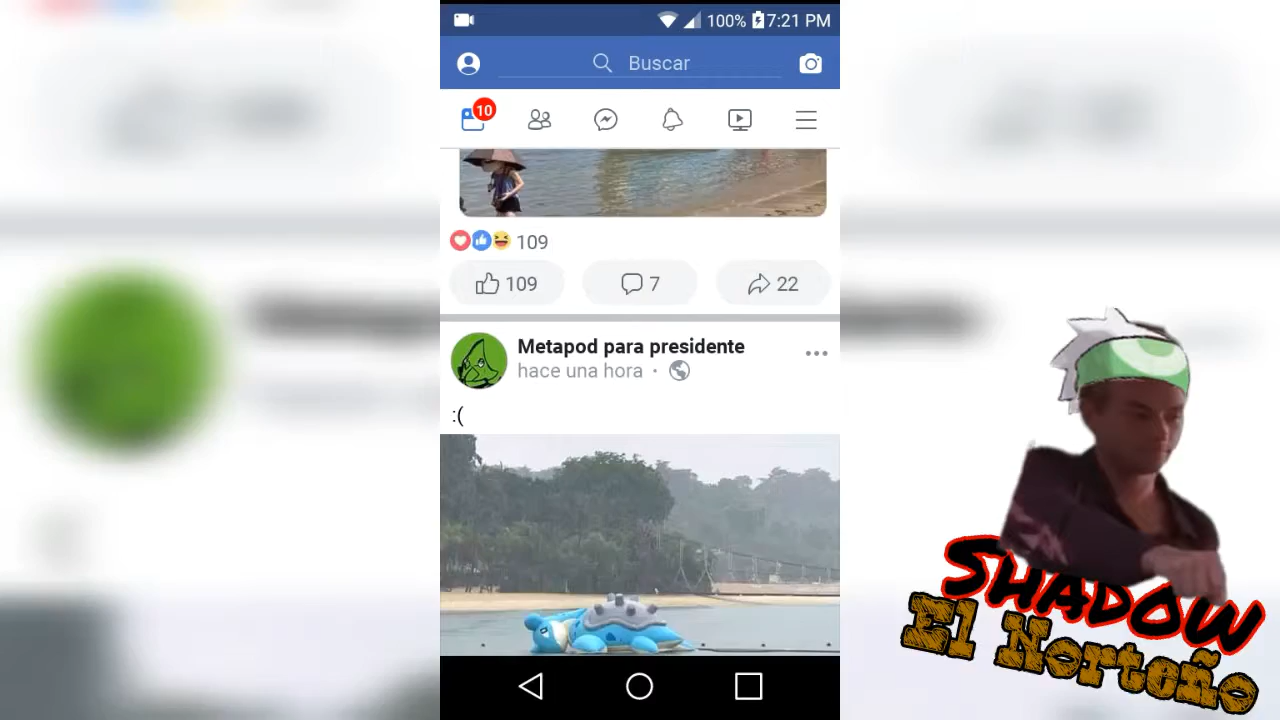 100% 7:21 PM
Buscar
10
109
109 7 22
Metapod para presidente
hace una hora ·
:(
SHADOW
El Norteño